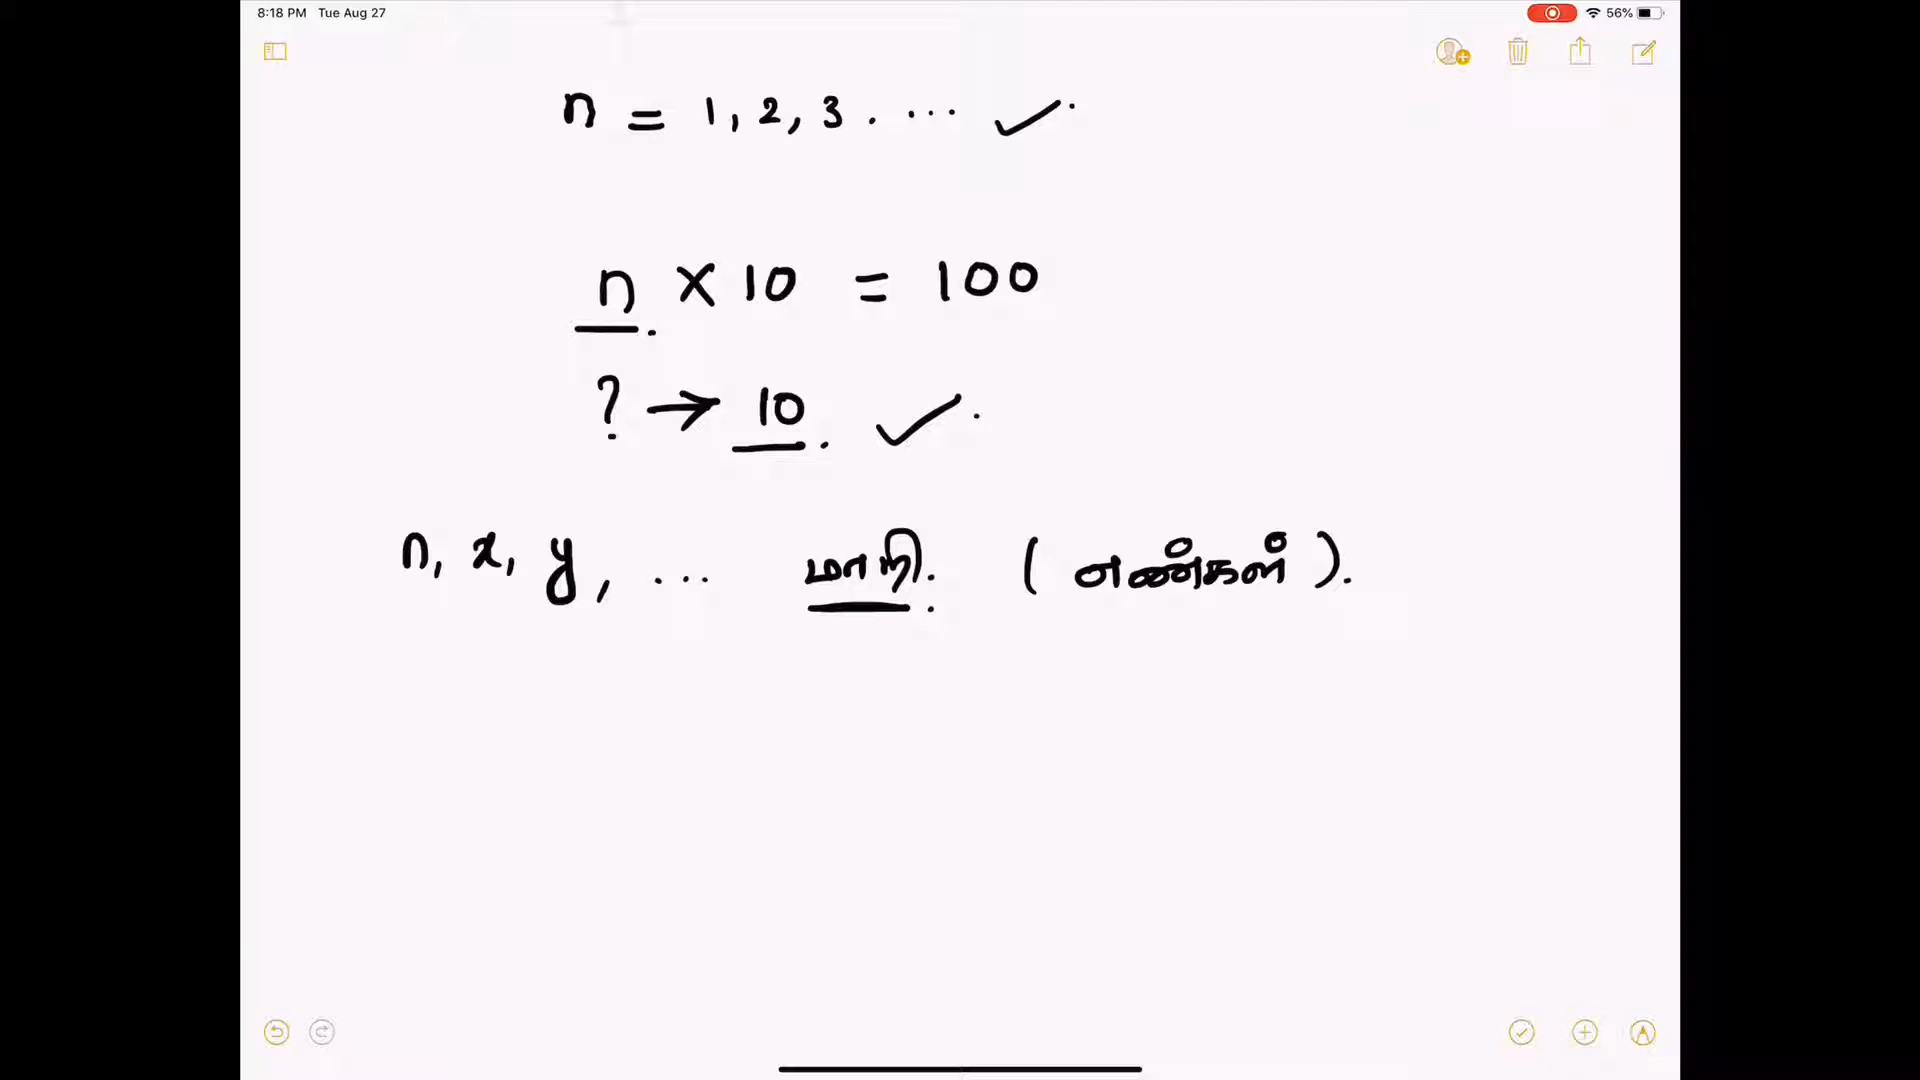 8:18 PM Tue Aug 27 56%
n = 1, 2, 3 . ... ✓.
n × 10 = 100
? → 10. ✓.
n, x, y, ... மாறி. ( எண்கள் ).